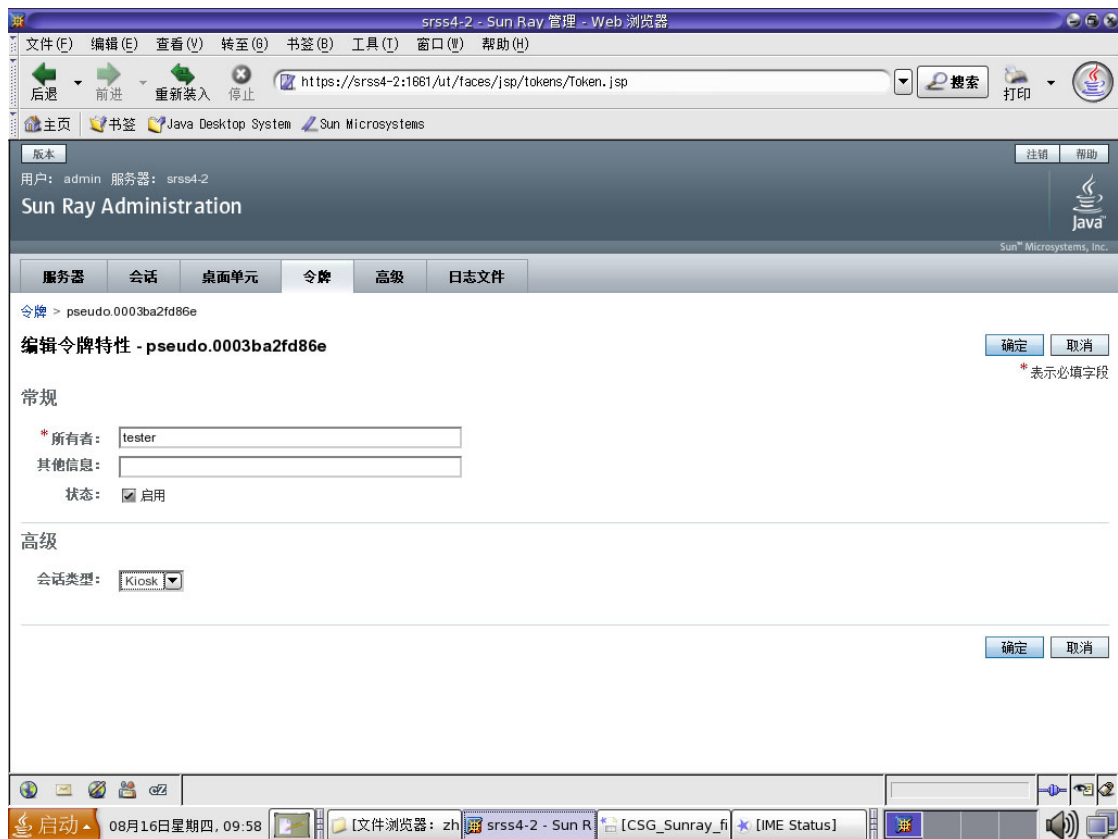 srss4-2 - Sun Ray 管理 - Web 浏览器
文件(F) 编辑(E) 查看(V) 转至(G) 书签(B) 工具(T) 窗口(W) 帮助(H)
后退 前进 重新装入 停止 https://srss4-2:1661/ut/faces/jsp/tokens/Token.jsp 搜索 打印
主页 书签 Java Desktop System Sun Microsystems
版本 注销 帮助
用户: admin 服务器: srss4-2
Sun Ray Administration
Java™
Sun™ Microsystems, Inc.
服务器 会话 桌面单元 令牌 高级 日志文件
令牌 > pseudo.0003ba2fd86e
编辑令牌特性 - pseudo.0003ba2fd86e 确定 取消
* 表示必填字段
常规
* 所有者: tester
其他信息:
状态: 启用
高级
会话类型: Kiosk
确定 取消
启动 08月16日星期四, 09:58 [文件浏览器: zh srss4-2 - Sun R [CSG_Sunray_fi [IME Status]